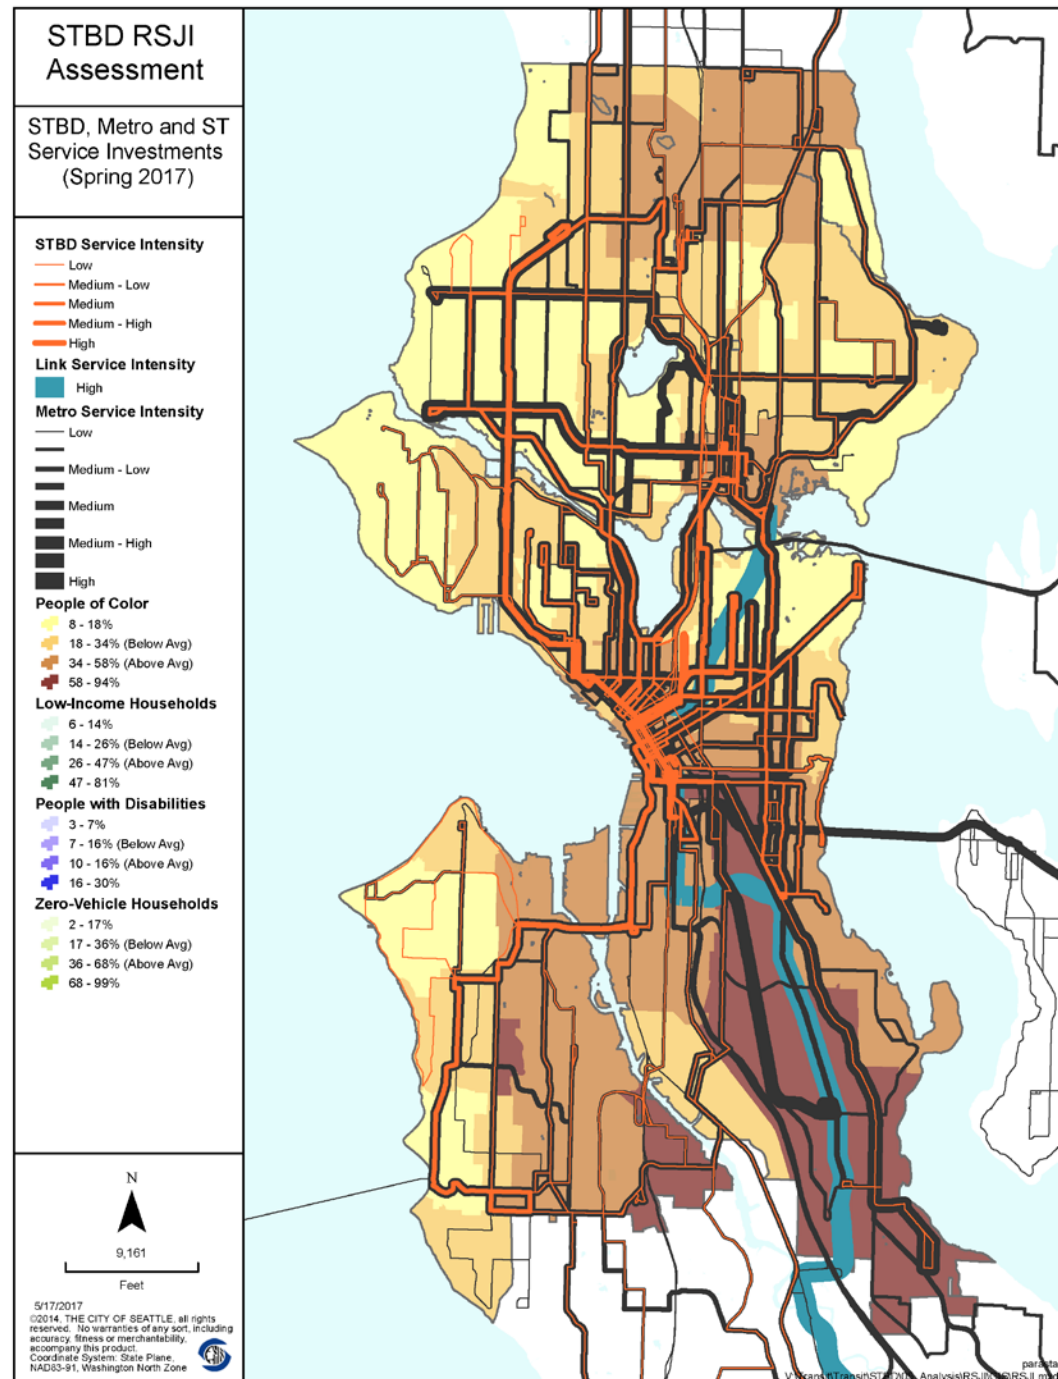 STBD RSJI
Assessment
STBD, Metro and ST
Service Investments
(Spring 2017)
STBD Service Intensity
Low
Medium - Low
Medium
Medium - High
High
Link Service Intensity
High
Metro Service Intensity
Low
Medium - Low
Medium
Medium - High
High
People of Color
8 - 18%
18 - 34% (Below Avg)
34 - 58% (Above Avg)
58 - 94%
Low-Income Households
6 - 14%
14 - 26% (Below Avg)
26 - 47% (Above Avg)
47 - 81%
People with Disabilities
3 - 7%
7 - 16% (Below Avg)
10 - 16% (Above Avg)
16 - 30%
Zero-Vehicle Households
2 - 17%
17 - 36% (Below Avg)
36 - 68% (Above Avg)
68 - 99%
N
9,161
Feet
5/17/2017
©2014, THE CITY OF SEATTLE, all rights
reserved. No warranties of any sort, including
accuracy, fitness or merchantability,
accompany this product.
Coordinate System: State Plane,
NAD83-91, Washington North Zone
parasta